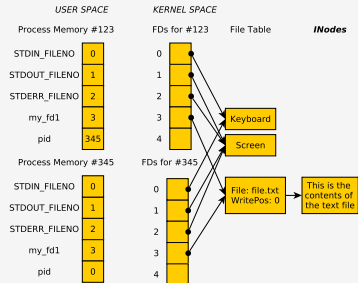 USER SPACE
KERNEL SPACE
Process Memory #123
FDs for #123
File Table
INodes
STDIN_FILENO 0
STDOUT_FILENO 1
STDERR_FILENO 2
my_fd1 3
pid 345
0
1
2
3
4
Keyboard
Screen
File: file.txt
WritePos: 0
This is the
contents of
the text file
Process Memory #345
FDs for #345
STDIN_FILENO 0
STDOUT_FILENO 1
STDERR_FILENO 2
my_fd1 3
pid 0
0
1
2
3
4